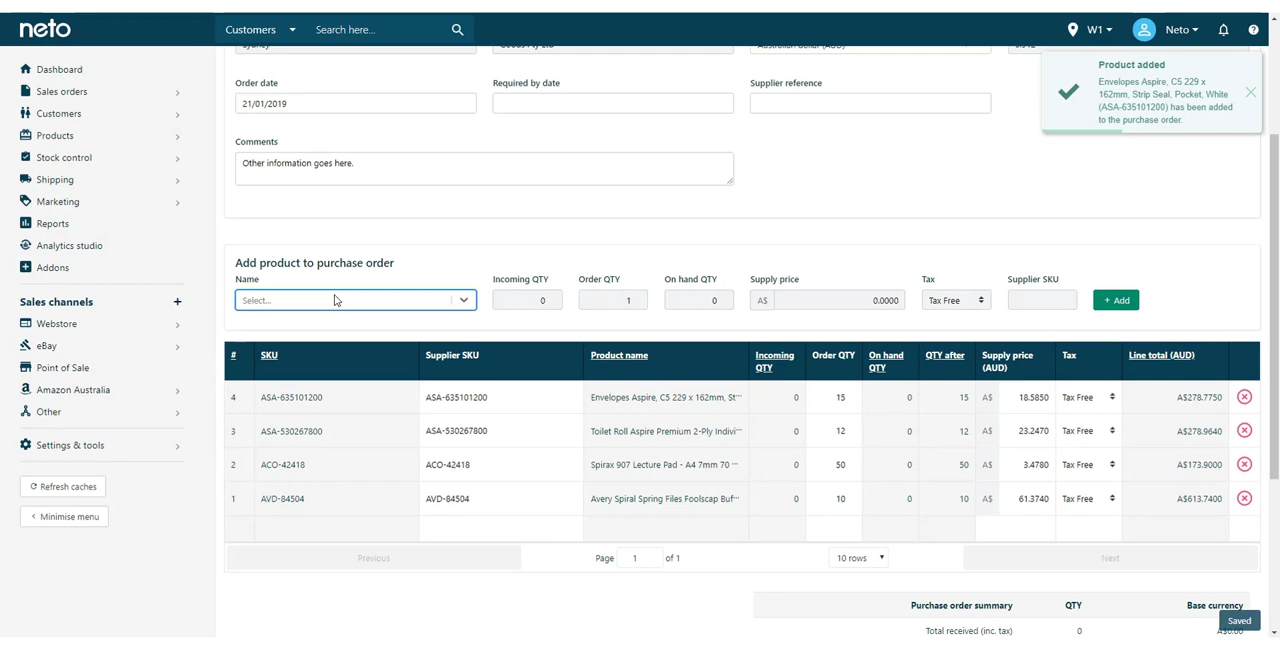 neto
Customers
Search here...
W1
Neto
Sydney
Australian Dollar (AUD)
Product added
Envelopes Aspire, C5 229 x
162mm, Strip Seal, Pocket, White
(ASA-635101200) has been added
to the purchase order.
Dashboard
Sales orders
Customers
Products
Stock control
Shipping
Marketing
Reports
Analytics studio
Addons
Sales channels
Webstore
eBay
Point of Sale
Amazon Australia
Other
Settings & tools
Refresh caches
Minimise menu
Order date
Required by date
Supplier reference
21/01/2019
Comments
Other information goes here.
Add product to purchase order
Name
Incoming QTY
Order QTY
On hand QTY
Supply price
Tax
Supplier SKU
Select...
0
1
0
A$
0.0000
Tax Free
+ Add
# SKU Supplier SKU Product name Incoming QTY Order QTY On hand QTY QTY after Supply price (AUD) Tax Line total (AUD)
4 ASA-635101200 ASA-635101200 Envelopes Aspire, C5 229 x 162mm, St··· 0 15 0 15 A$ 18.5850 Tax Free A$278.7750
3 ASA-530267800 ASA-530267800 Toilet Roll Aspire Premium 2-Ply Indivi··· 0 12 0 12 A$ 23.2470 Tax Free A$278.9640
2 ACO-42418 ACO-42418 Spirax 907 Lecture Pad - A4 7mm 70 ··· 0 50 0 50 A$ 3.4780 Tax Free A$173.9000
1 AVD-84504 AVD-84504 Avery Spiral Spring Files Foolscap Buf··· 0 10 0 10 A$ 61.3740 Tax Free A$613.7400
Previous
Page 1 of 1
10 rows
Next
Purchase order summary QTY Base currency
Total received (inc. tax) 0 A$0.00
Saved